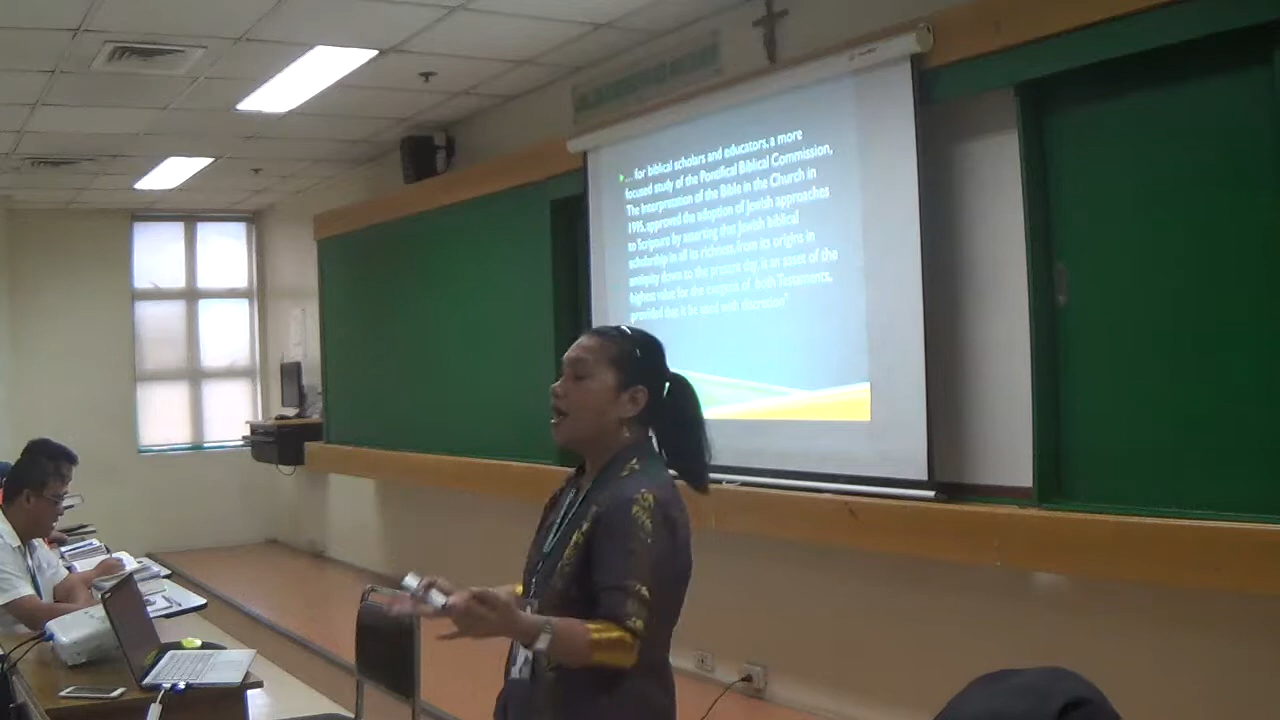 ... for biblical scholars and educators, a more
focused study of the Pontifical Biblical Commission,
The Interpretation of the Bible in the Church in
1995, approved the adoption of Jewish approaches
to Scripture by asserting that Jewish biblical
scholarship in all its richness, from its origins in
antiquity down to the present day, is an asset of the
highest value for the exegesis of both Testaments,
provided that it be used with discretion"